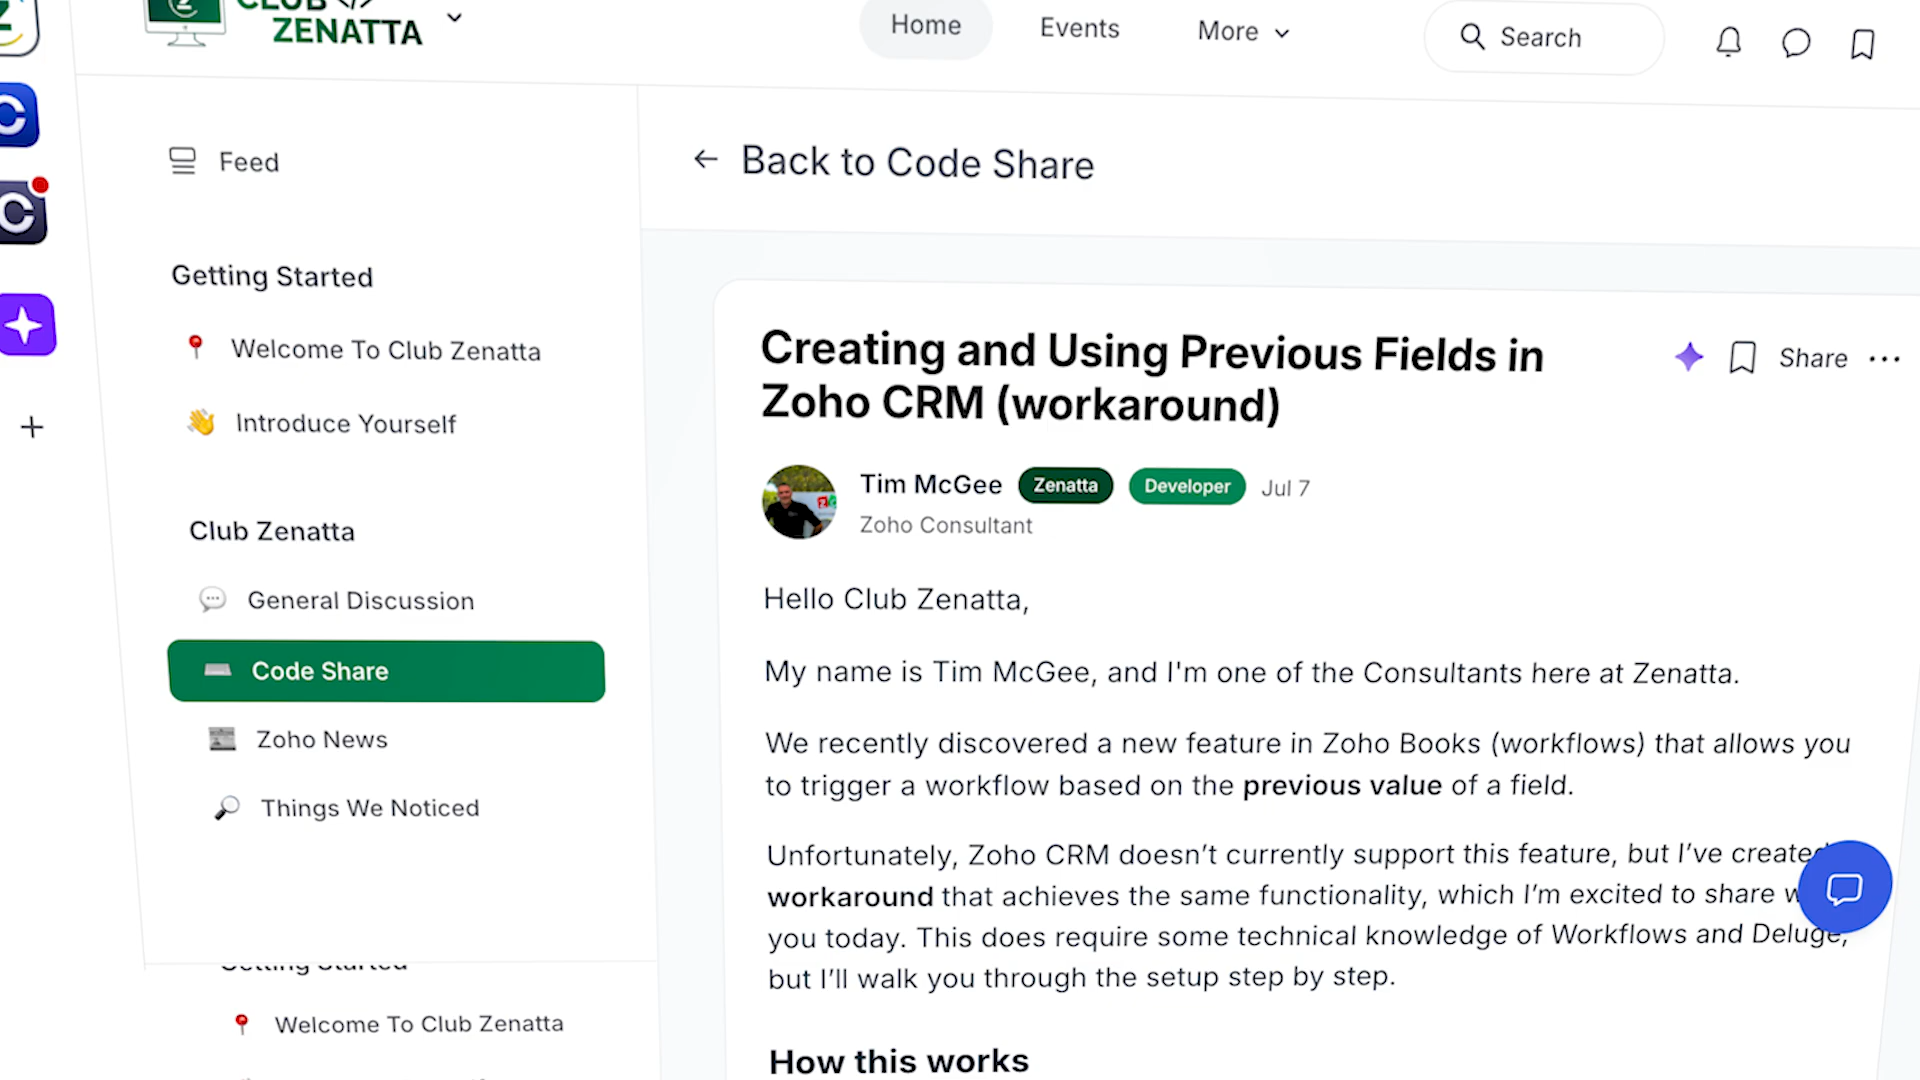 CLUB </>
ZENATTA
Home
Events
More
Search
Feed
Getting Started
Welcome To Club Zenatta
Introduce Yourself
Club Zenatta
General Discussion
Code Share
Zoho News
Things We Noticed
Getting Started
Welcome To Club Zenatta
Back to Code Share
Creating and Using Previous Fields in
Zoho CRM (workaround)
Share
Tim McGee
Zenatta
Developer
Jul 7
Zoho Consultant
Hello Club Zenatta,
My name is Tim McGee, and I'm one of the Consultants here at Zenatta.
We recently discovered a new feature in Zoho Books (workflows) that allows you
to trigger a workflow based on the previous value of a field.
Unfortunately, Zoho CRM doesn’t currently support this feature, but I’ve created
workaround that achieves the same functionality, which I’m excited to share
you today. This does require some technical knowledge of Workflows and Deluge,
but I’ll walk you through the setup step by step.
How this works